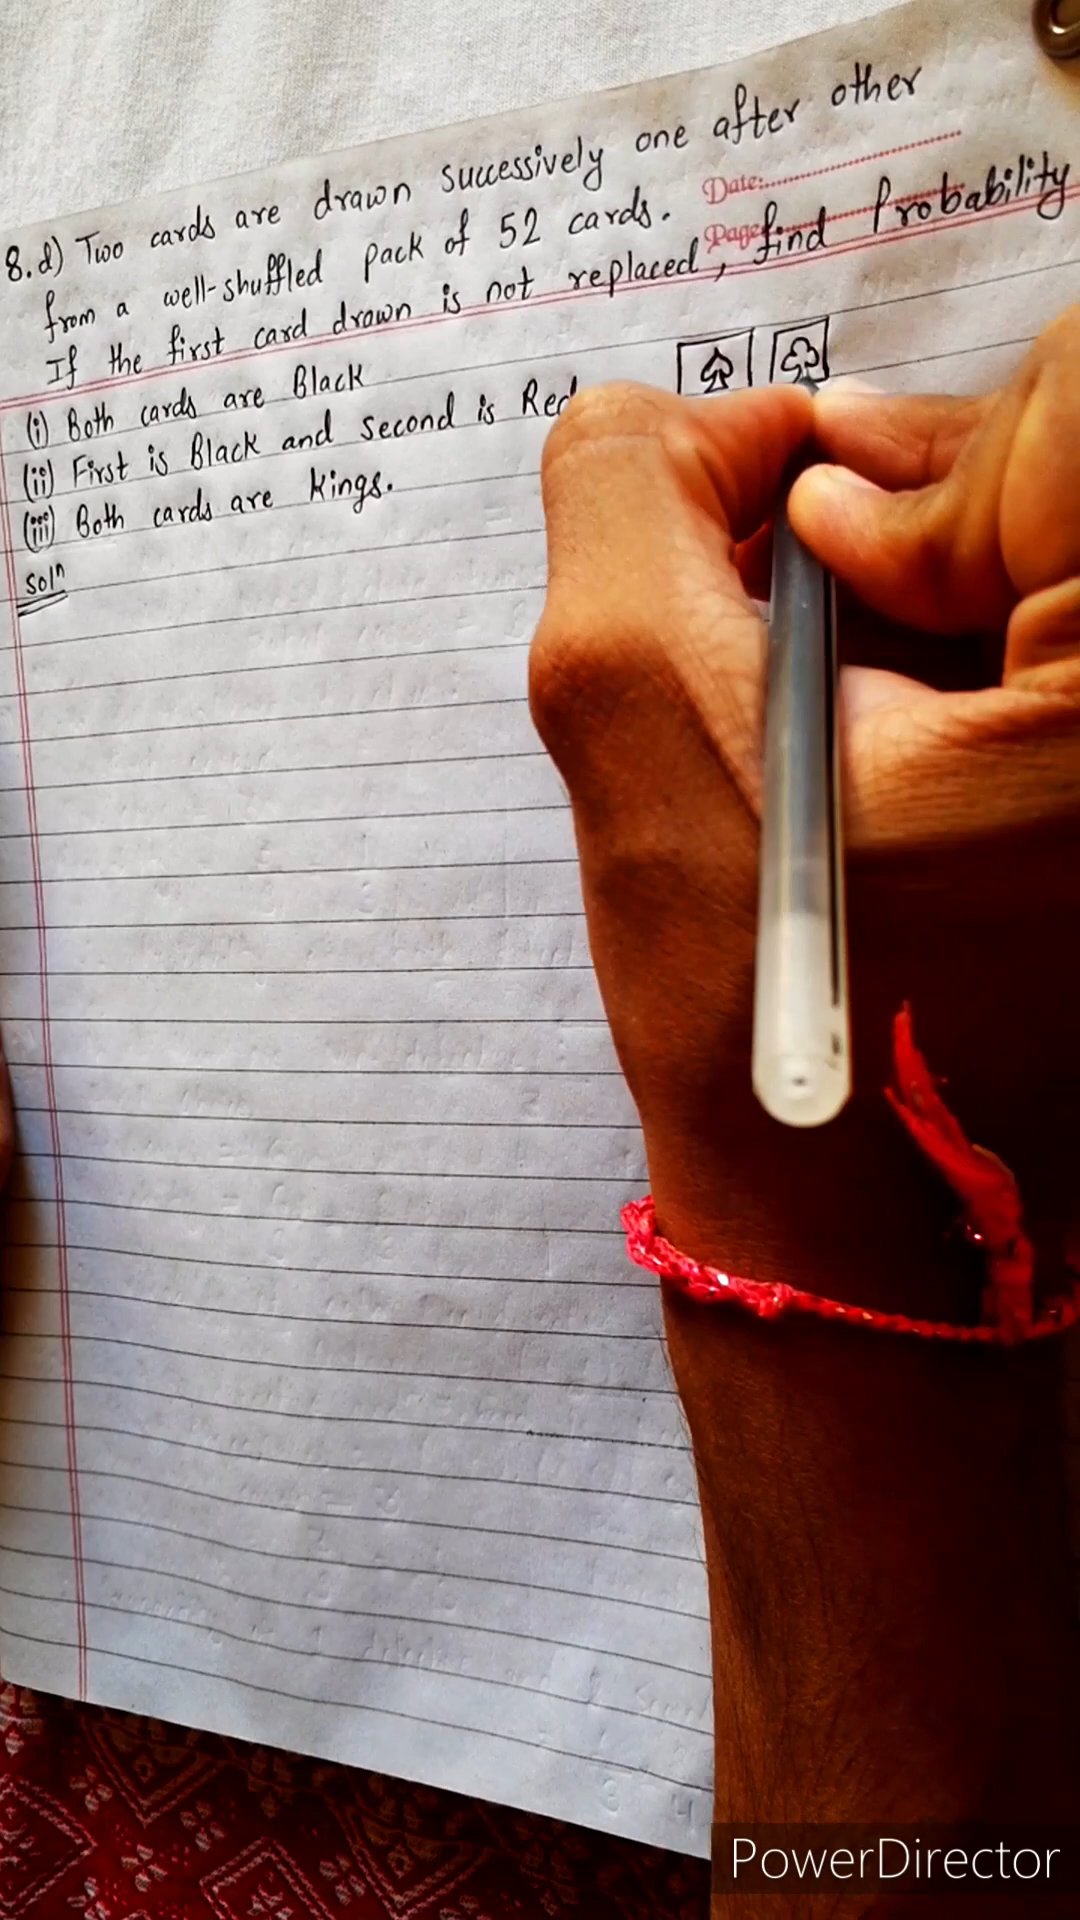 8.d) Two cards are drawn successively one after other
from a well-shuffled pack of 52 cards.
If the first card drawn is not replaced, find Probability
(i) Both cards are Black
(ii) First is Black and second is Red
(iii) Both cards are kings.
Soln
Date:
Page:
PowerDirector